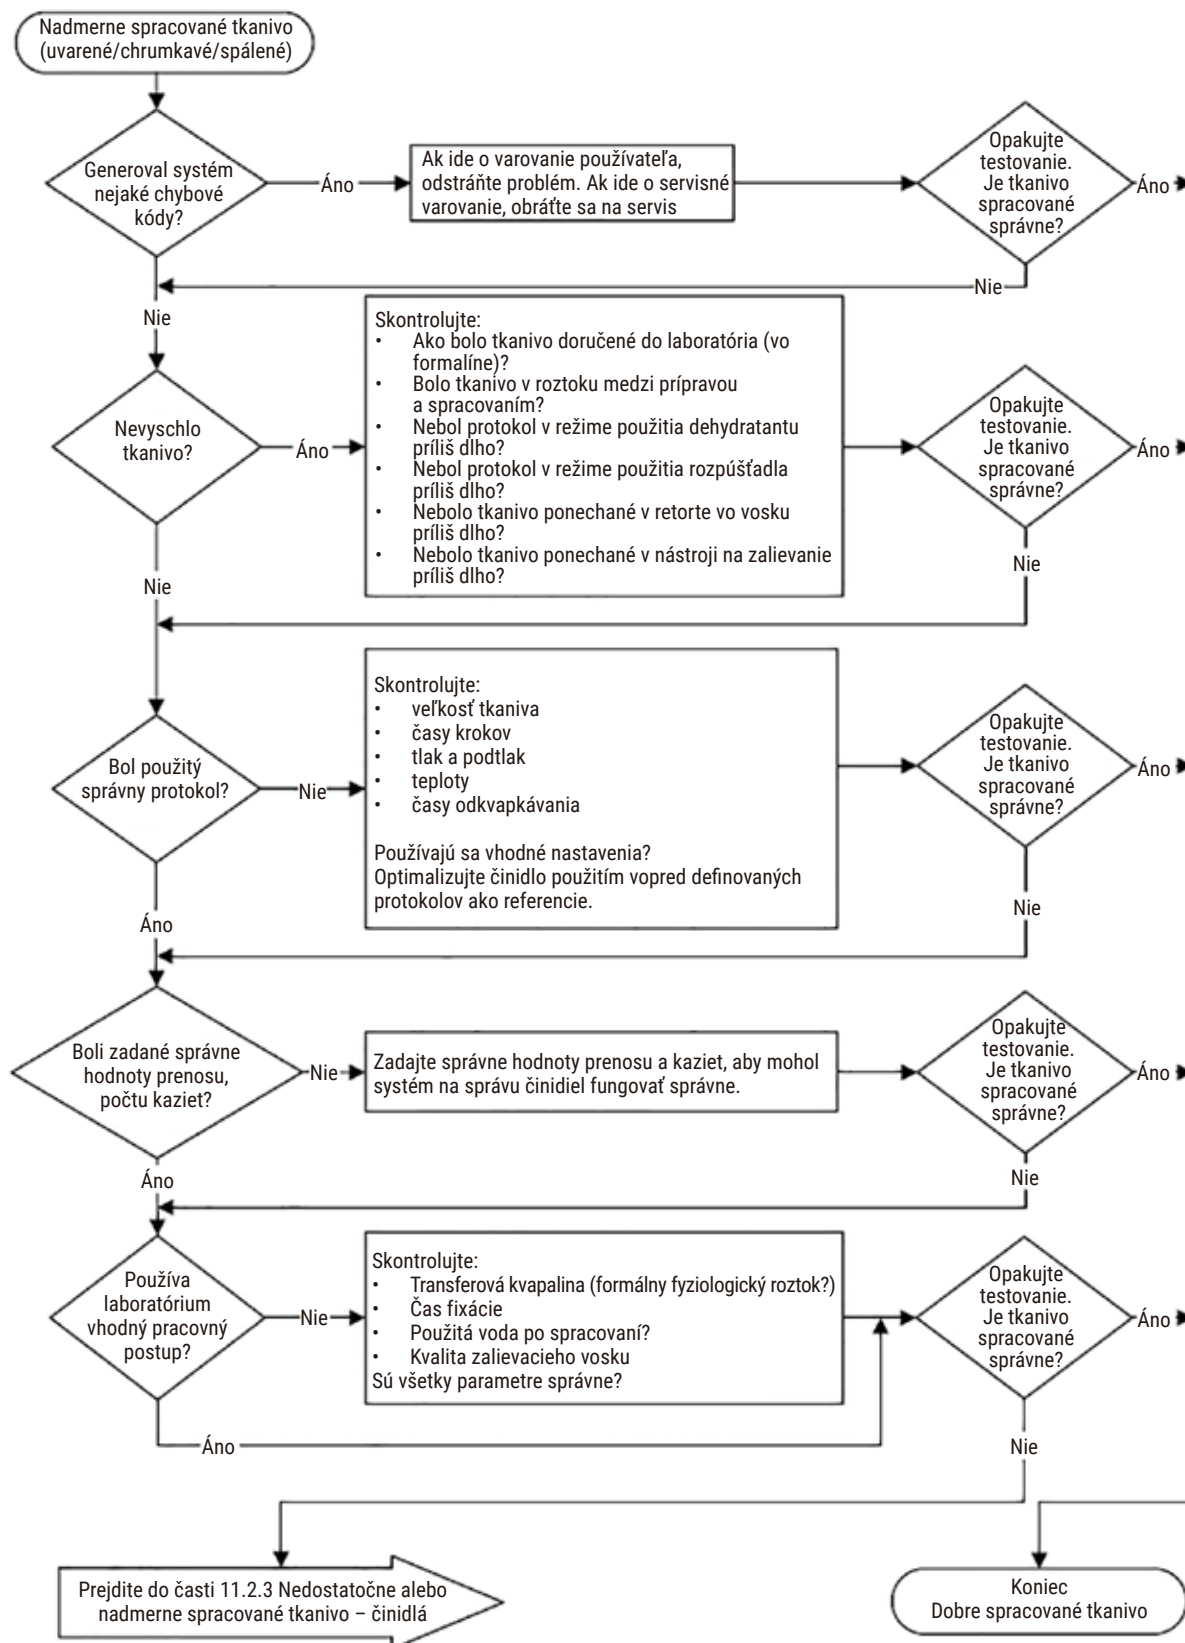 Nadmerne spracované tkanivo
(uvarené/chrumkavé/spálené)
Generoval systém
nejaké chybové
kódy?
Áno
Ak ide o varovanie používateľa,
odstráňte problém. Ak ide o servisné
varovanie, obráťte sa na servis
Opakujte
testovanie.
Je tkanivo
spracované
správne?
Áno
Nie
Nie
Nevyschlo
tkanivo?
Áno
Skontrolujte:
• Ako bolo tkanivo doručené do laboratória (vo
formalíne)?
• Bolo tkanivo v roztoku medzi prípravou
a spracovaním?
• Nebol protokol v režime použitia dehydratantu
príliš dlho?
• Nebol protokol v režime použitia rozpúšťadla
príliš dlho?
• Nebolo tkanivo ponechané v retorte vo vosku
príliš dlho?
• Nebolo tkanivo ponechané v nástroji na zalievanie
príliš dlho?
Opakujte
testovanie.
Je tkanivo
spracované
správne?
Áno
Nie
Nie
Bol použitý
správny protokol?
Nie
Skontrolujte:
• veľkosť tkaniva
• časy krokov
• tlak a podtlak
• teploty
• časy odkvapkávania
Používajú sa vhodné nastavenia?
Optimalizujte činidlo použitím vopred definovaných
protokolov ako referencie.
Opakujte
testovanie.
Je tkanivo
spracované
správne?
Áno
Nie
Áno
Boli zadané správne
hodnoty prenosu,
počtu kaziet?
Nie
Zadajte správne hodnoty prenosu a kaziet, aby mohol
systém na správu činidiel fungovať správne.
Opakujte
testovanie.
Je tkanivo
spracované
správne?
Áno
Nie
Áno
Používa
laboratórium
vhodný pracovný
postup?
Nie
Skontrolujte:
• Transferová kvapalina (formálny fyziologický roztok?)
• Čas fixácie
• Použitá voda po spracovaní?
• Kvalita zalievacieho vosku
Sú všetky parametre správne?
Opakujte
testovanie.
Je tkanivo
spracované
správne?
Áno
Áno
Nie
Prejdite do časti 11.2.3 Nedostatočne alebo
nadmerne spracované tkanivo – činidlá
Koniec
Dobre spracované tkanivo